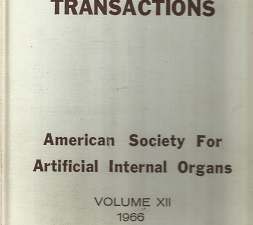 TRANSACTIONS
American Society For
Artificial Internal Organs
VOLUME XII
1966